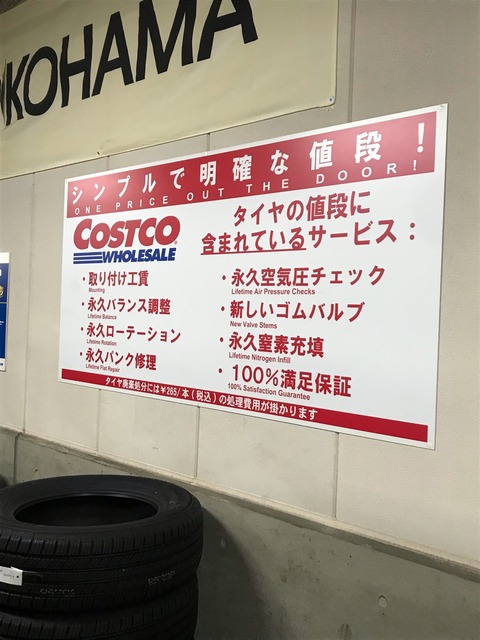 KOHAMA
シンプルで明確な値段！
ONE PRICE OUT THE DOOR!
COSTCO
WHOLESALE
タイヤの値段に
含まれているサービス：
・取り付け工賃
Mounting
・永久バランス調整
Lifetime Balance
・永久ローテーション
Lifetime Rotation
・永久パンク修理
Lifetime Flat Repair
・永久空気圧チェック
Lifetime Air Pressure Checks
・新しいゴムバルブ
New Valve Stems
・永久窒素充填
Lifetime Nitrogen Infill
・100%満足保証
100% Satisfaction Guarantee
タイヤ廃棄処分には¥265/本(税込)の処理費用が掛かります